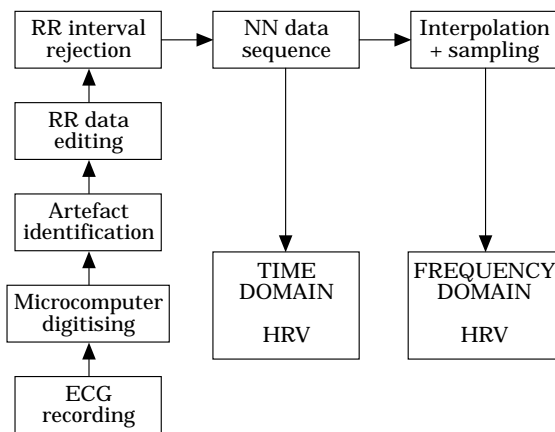 RR interval
rejection
NN data
sequence
Interpolation
+ sampling
RR data
editing
Artefact
identification
Microcomputer
digitising
ECG
recording
TIME
DOMAIN
HRV
FREQUENCY
DOMAIN
HRV